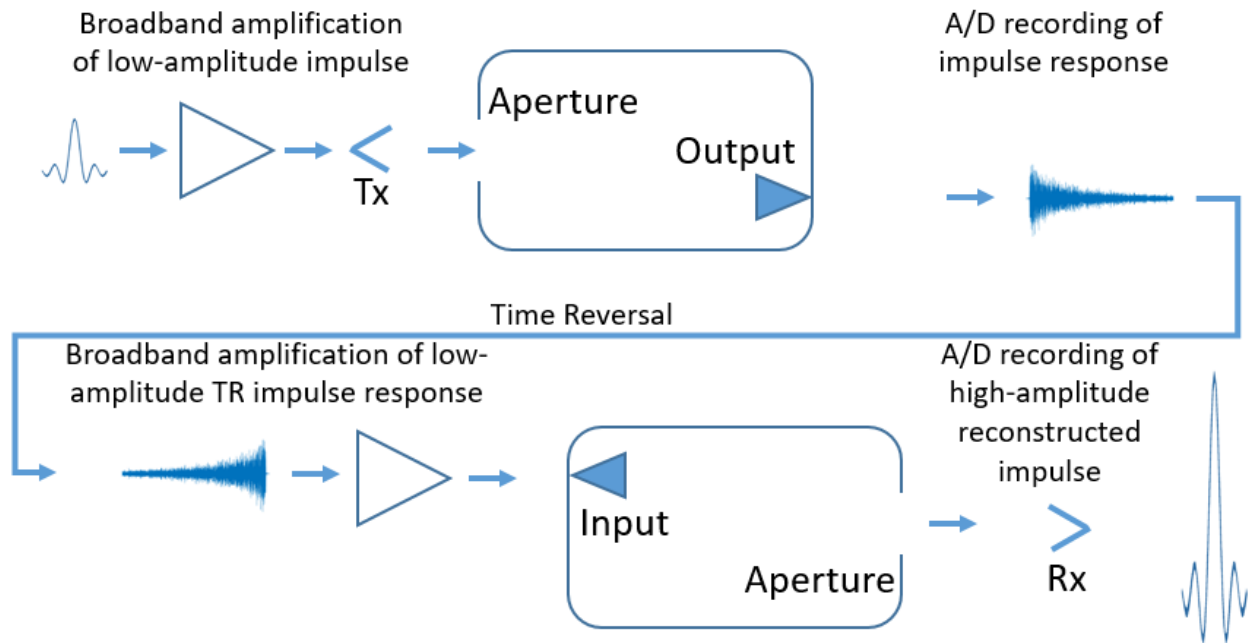 Broadband amplification
of low-amplitude impulse
A/D recording of
impulse response
Aperture
Output
Tx
Time Reversal
Broadband amplification of low-
amplitude TR impulse response
A/D recording of
high-amplitude
reconstructed
impulse
Input
Aperture
Rx